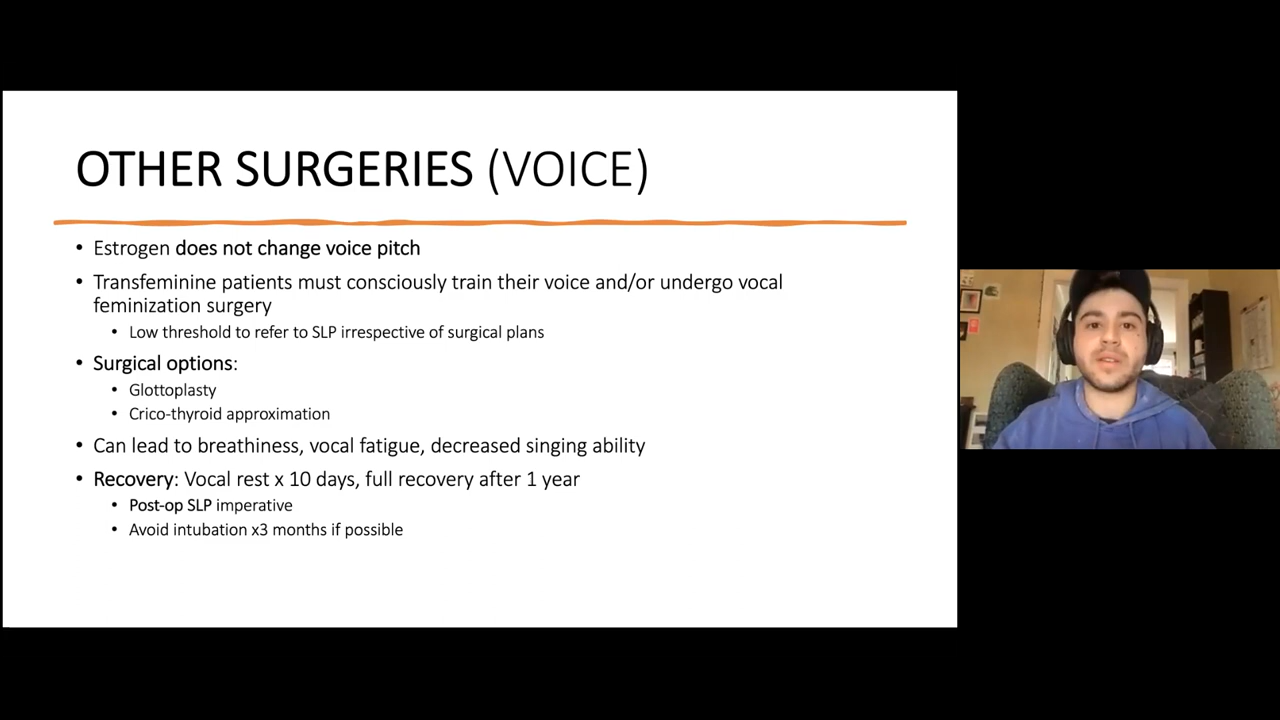 OTHER SURGERIES (VOICE)
• Estrogen does not change voice pitch
• Transfeminine patients must consciously train their voice and/or undergo vocal
feminization surgery
• Low threshold to refer to SLP irrespective of surgical plans
• Surgical options:
• Glottoplasty
• Crico-thyroid approximation
• Can lead to breathiness, vocal fatigue, decreased singing ability
• Recovery: Vocal rest x 10 days, full recovery after 1 year
• Post-op SLP imperative
• Avoid intubation x3 months if possible